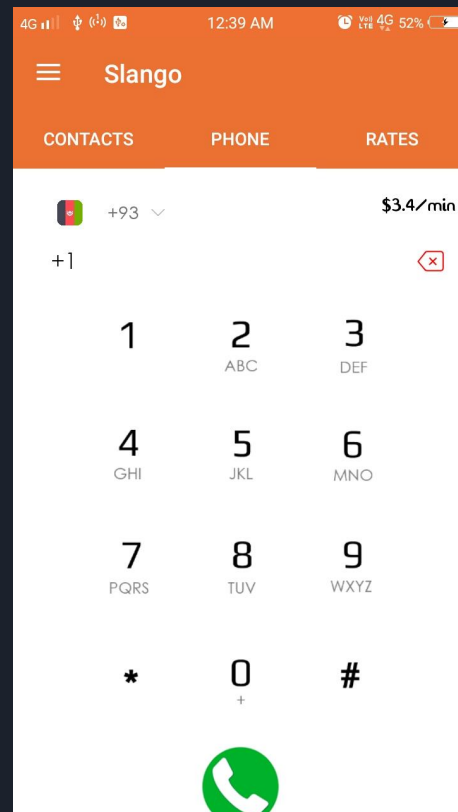 4G 12:39 AM VoLTE 4G 52%
Slango
CONTACTS PHONE RATES
+93 $3.4/min
+1
1 2 3
ABC DEF
4 5 6
GHI JKL MNO
7 8 9
PQRS TUV WXYZ
* 0 #
+